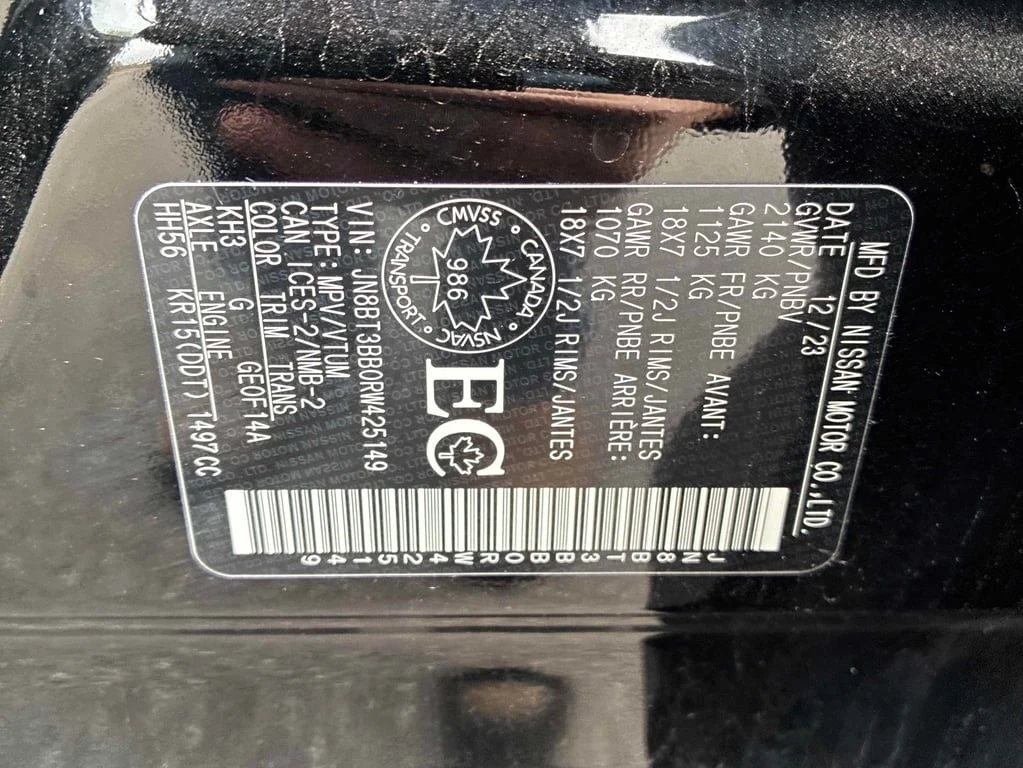 MFD BY NISSAN MOTOR CO.,LTD.
DATE 12/23
GVWR/PNBV
2140 KG
GAWR FR/PNBE AVANT:
1125 KG
18X7 1/2J RIMS/JANTES
GAWR RR/PNBE ARRIÈRE:
1070 KG
18X7 1/2J RIMS/JANTES
CMVSS • CANADA • NSVAC • TRANSPORT •
986
EC
VIN: JN8BT3BB0RW425149
TYPE:MPV/VTUM
CAN ICES-2/NMB-2
COLOR TRIM TRANS
KH3 G GE0F14A
AXLE ENGINE
HH56 KR15(DDT) 1497CC
JN8BT3BB0RW425149